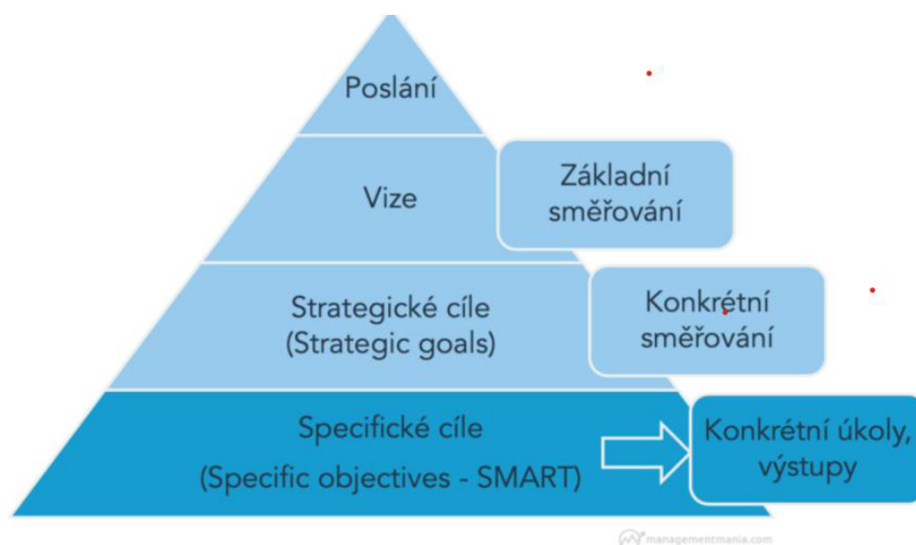 Poslání
Vize
Základní
směřování
Strategické cíle
(Strategic goals)
Konkrétní
směřování
Specifické cíle
(Specific objectives - SMART)
Konkrétní úkoly,
výstupy
managementmania.com